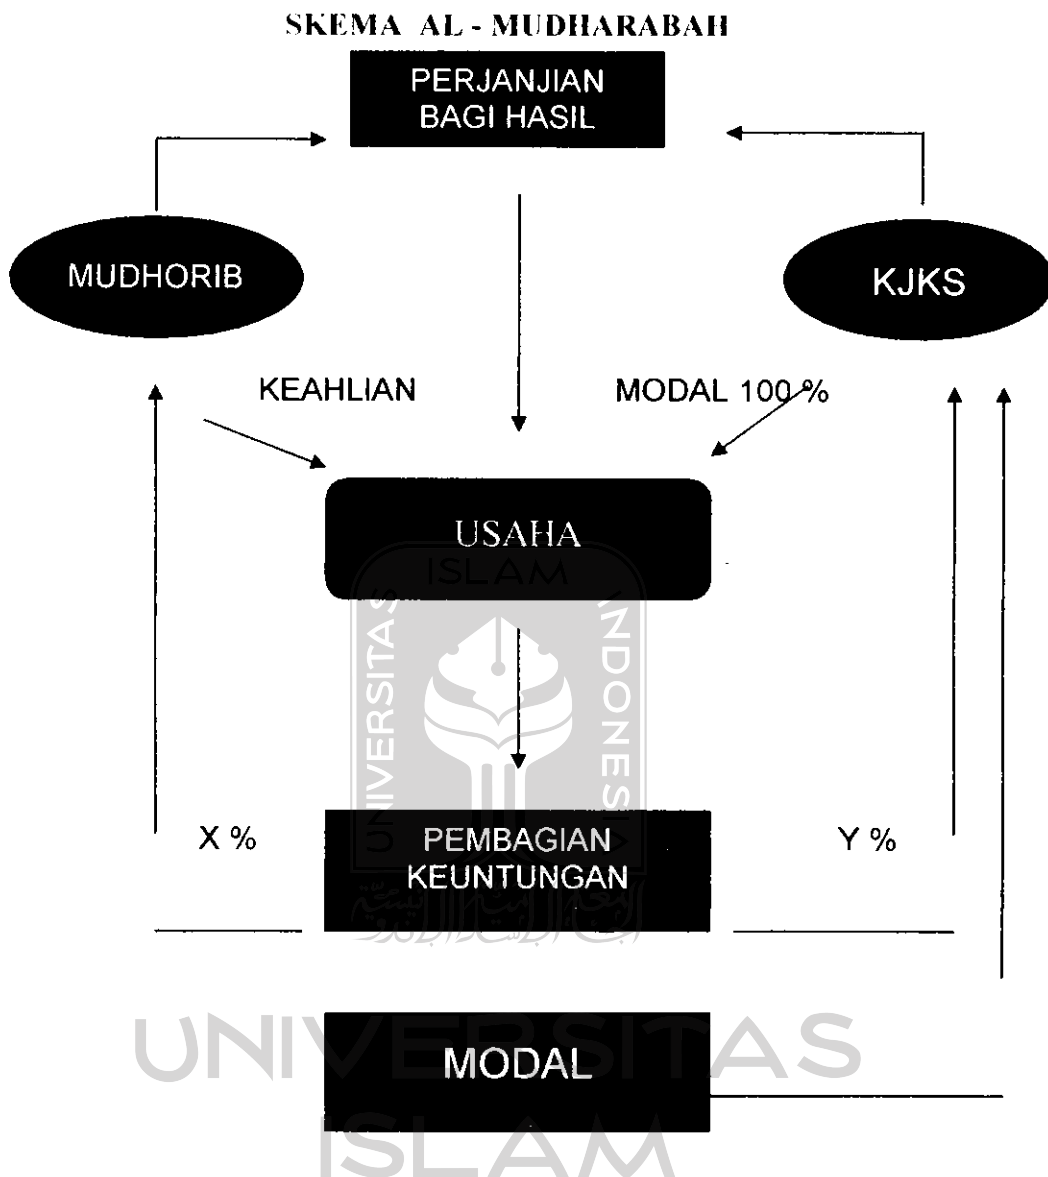 SKEMA AL - MUDHARABAH
PERJANJIAN
BAGI HASIL
MUDHORIB
KJKS
KEAHLIAN
MODAL 100 %
USAHA
ISLAM
UNIVERSITAS
INDONESIA
X %
PEMBAGIAN
KEUNTUNGAN
Y %
MODAL
UNIVERSITAS
ISLAM